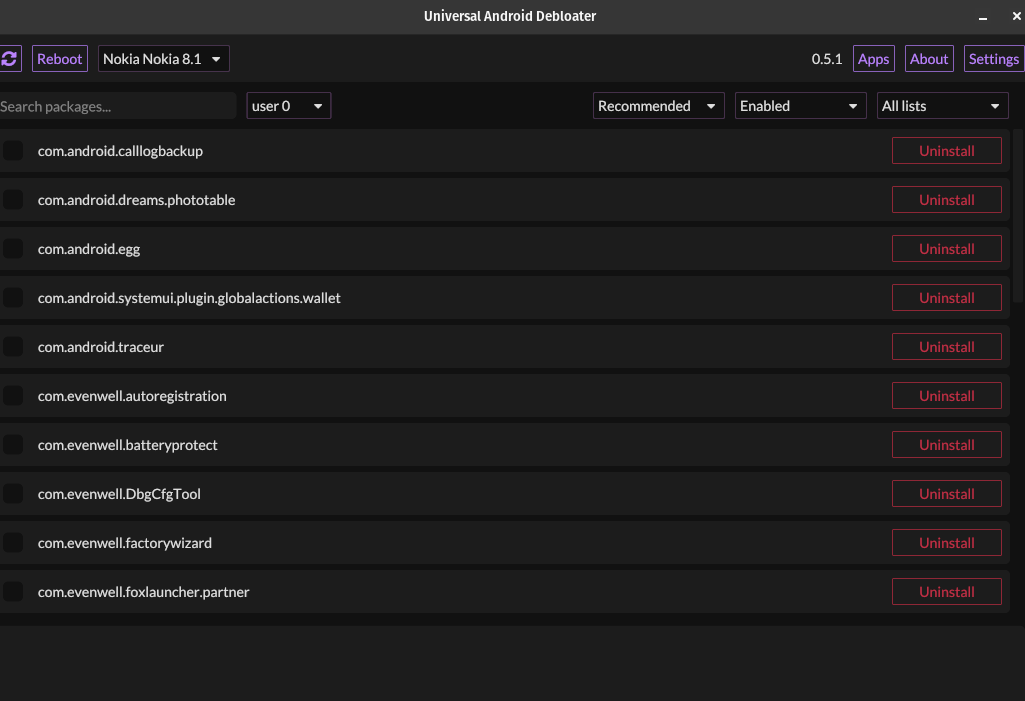 Universal Android Debloater
Reboot Nokia Nokia 8.1 0.5.1 Apps About Settings
Search packages... user 0 Recommended Enabled All lists
com.android.calllogbackup Uninstall
com.android.dreams.phototable Uninstall
com.android.egg Uninstall
com.android.systemui.plugin.globalactions.wallet Uninstall
com.android.traceur Uninstall
com.evenwell.autoregistration Uninstall
com.evenwell.batteryprotect Uninstall
com.evenwell.DbgCfgTool Uninstall
com.evenwell.factorywizard Uninstall
com.evenwell.foxlauncher.partner Uninstall